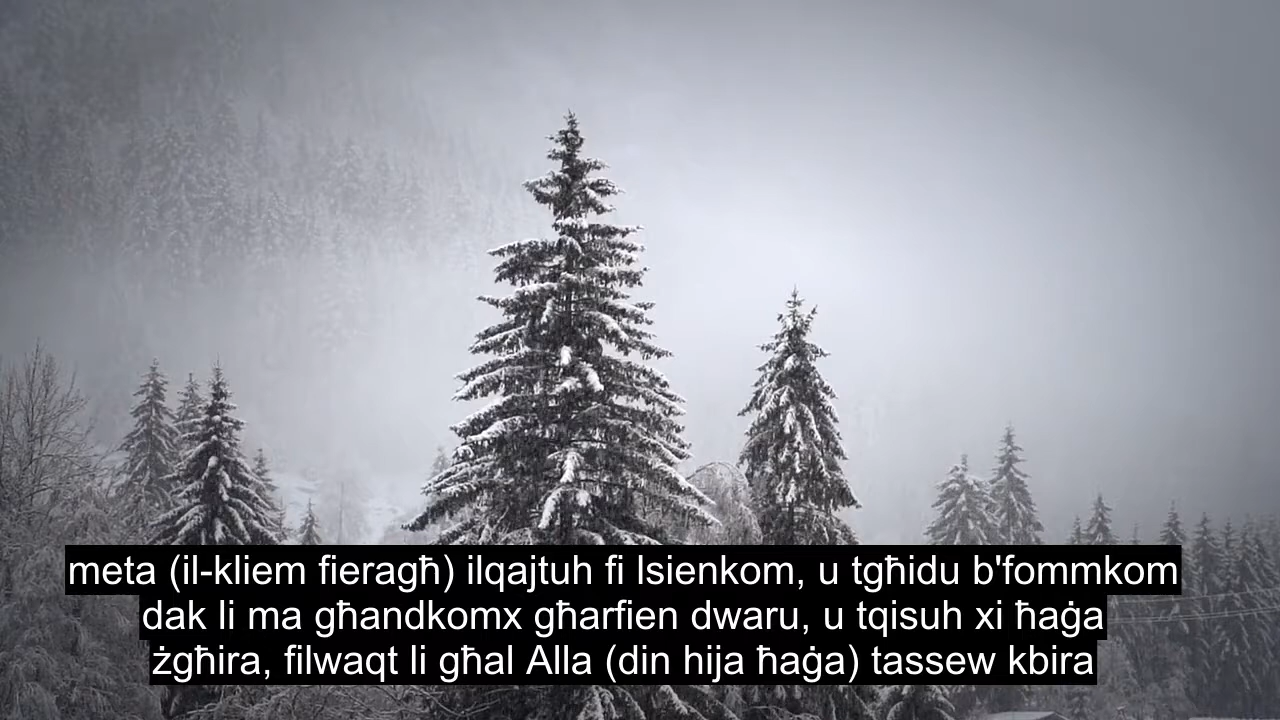 meta (il-kliem fieragħ) ilqajtuh fi lsienkom, u tgħidu b'fommkom
dak li ma għandkomx għarfien dwaru, u tqisuh xi ħaġa
żgħira, filwaqt li għal Alla (din hija ħaġa) tassew kbira